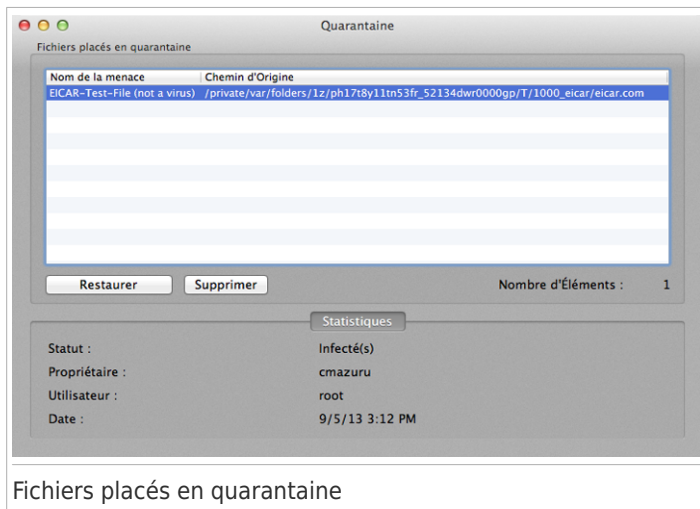 Quarantaine
Fichiers placés en quarantaine
Nom de la menace Chemin d'Origine
EICAR-Test-File (not a virus) /private/var/folders/1z/ph17t8y11tn53fr_52134dwr0000gp/T/1000_eicar/eicar.com
Restaurer Supprimer Nombre d'Éléments : 1
Statistiques
Statut : Infecté(s)
Propriétaire : cmazuru
Utilisateur : root
Date : 9/5/13 3:12 PM
Fichiers placés en quarantaine